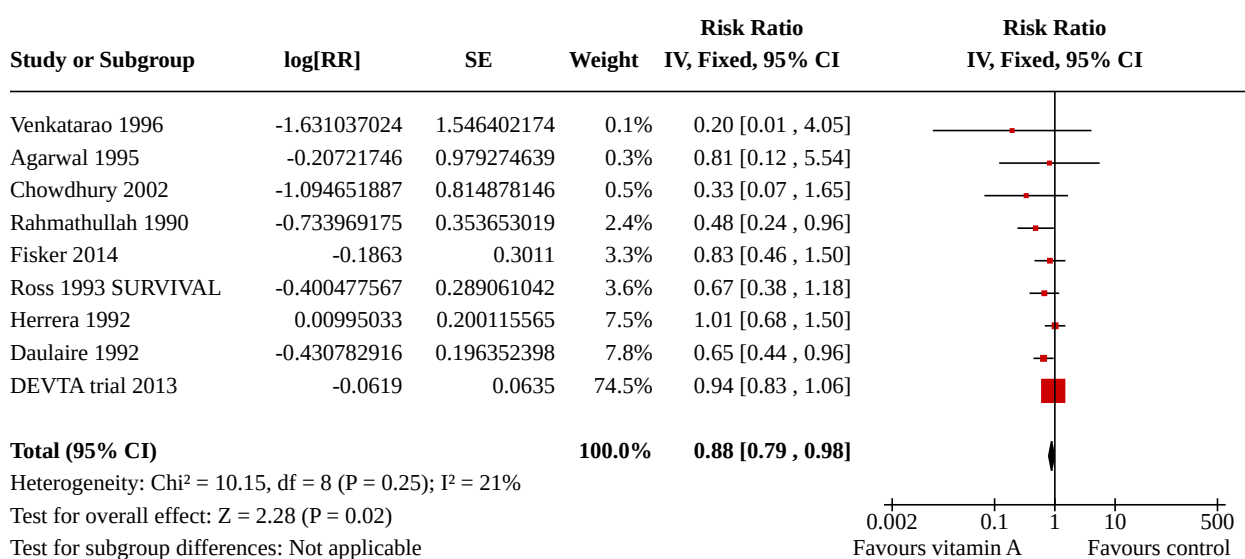 Risk Ratio Risk Ratio
Study or Subgroup log[RR] SE Weight IV, Fixed, 95% CI IV, Fixed, 95% CI
Venkatarao 1996 -1.631037024 1.546402174 0.1% 0.20 [0.01 , 4.05]
Agarwal 1995 -0.20721746 0.979274639 0.3% 0.81 [0.12 , 5.54]
Chowdhury 2002 -1.094651887 0.814878146 0.5% 0.33 [0.07 , 1.65]
Rahmathullah 1990 -0.733969175 0.353653019 2.4% 0.48 [0.24 , 0.96]
Fisker 2014 -0.1863 0.3011 3.3% 0.83 [0.46 , 1.50]
Ross 1993 SURVIVAL -0.400477567 0.289061042 3.6% 0.67 [0.38 , 1.18]
Herrera 1992 0.00995033 0.200115565 7.5% 1.01 [0.68 , 1.50]
Daulaire 1992 -0.430782916 0.196352398 7.8% 0.65 [0.44 , 0.96]
DEVTA trial 2013 -0.0619 0.0635 74.5% 0.94 [0.83 , 1.06]
Total (95% CI) 100.0% 0.88 [0.79 , 0.98]
Heterogeneity: Chi² = 10.15, df = 8 (P = 0.25); I² = 21%
Test for overall effect: Z = 2.28 (P = 0.02) 0.002 0.1 1 10 500
Test for subgroup differences: Not applicable Favours vitamin A Favours control